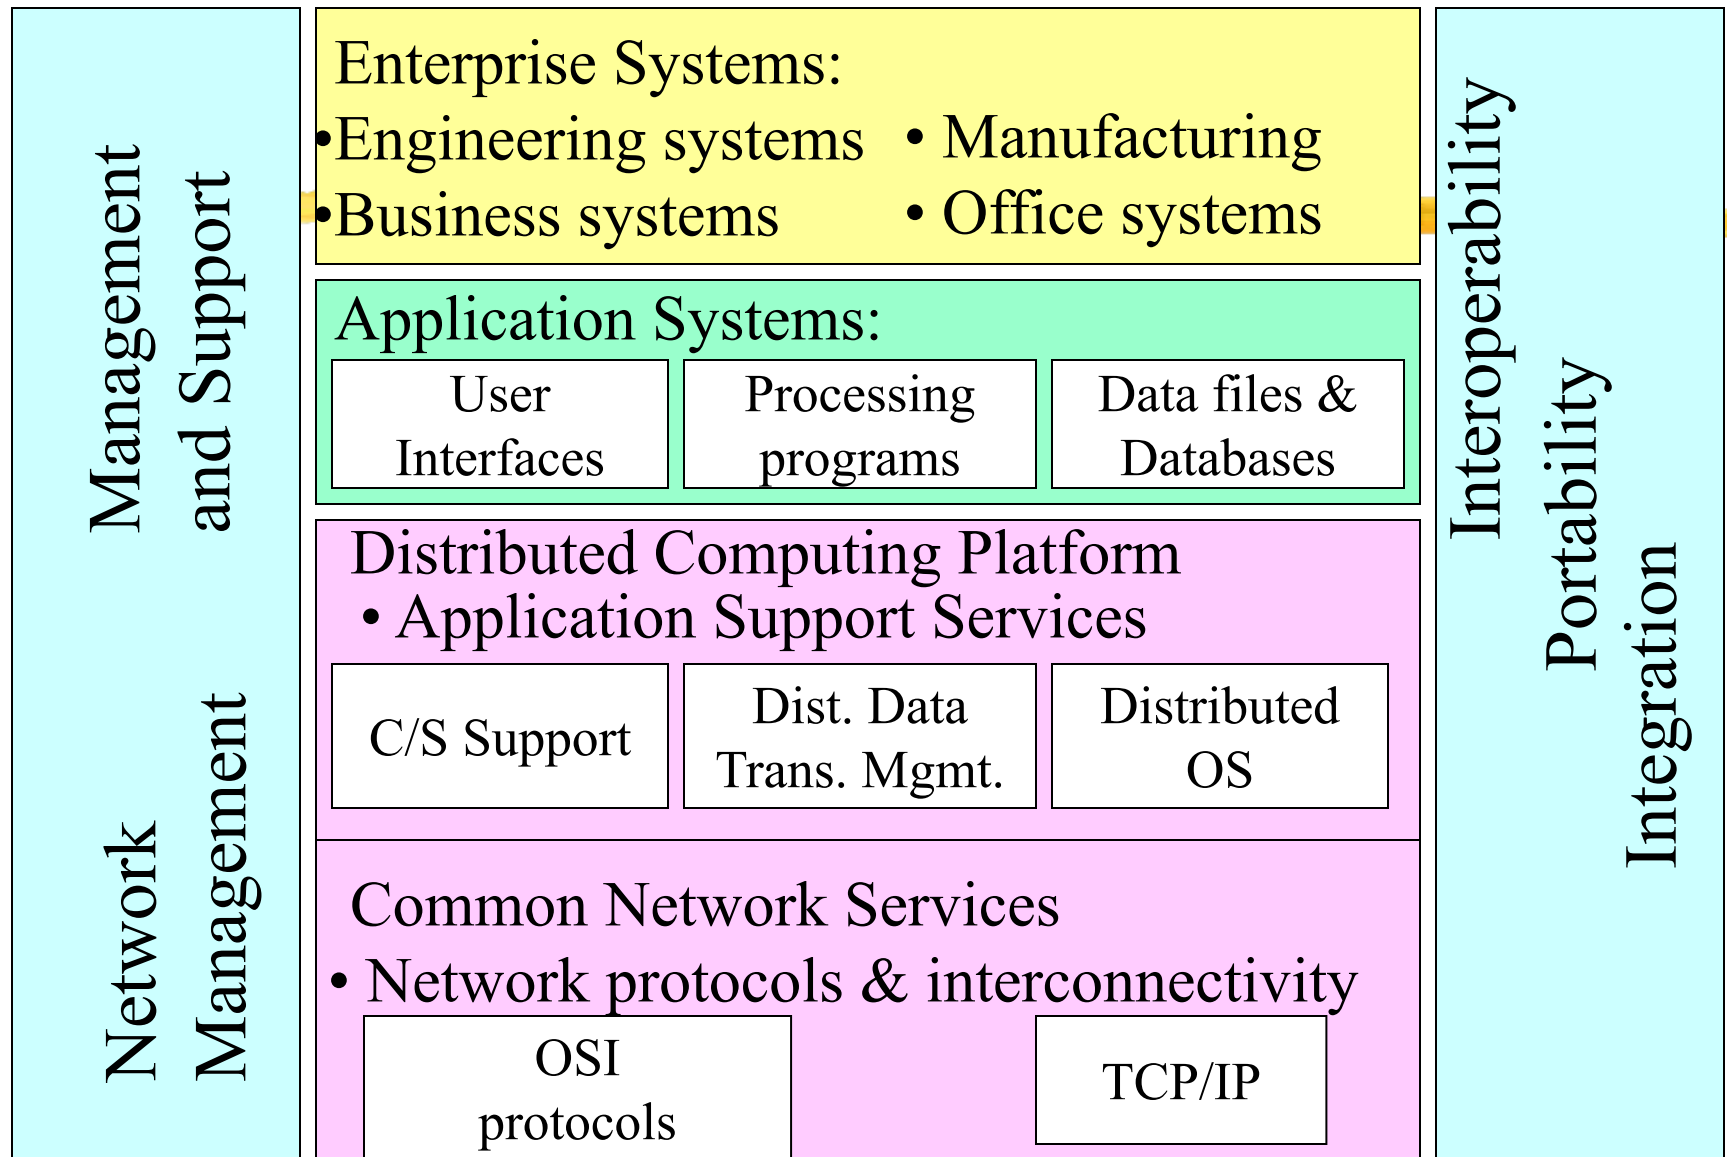 Management
and Support
Network
Management
Enterprise Systems:
•Engineering systems
•Business systems
• Manufacturing
• Office systems
Application Systems:
User
Interfaces
Processing
programs
Data files &
Databases
Distributed Computing Platform
• Application Support Services
C/S Support
Dist. Data
Trans. Mgmt.
Distributed
OS
Common Network Services
• Network protocols & interconnectivity
OSI
protocols
TCP/IP
Interoperability
Portability
Integration